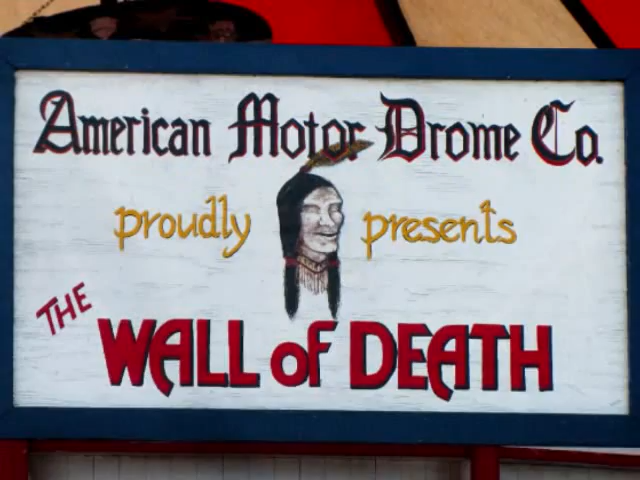 American Motor Drome Co.
proudly presents
THE
WALL OF DEATH